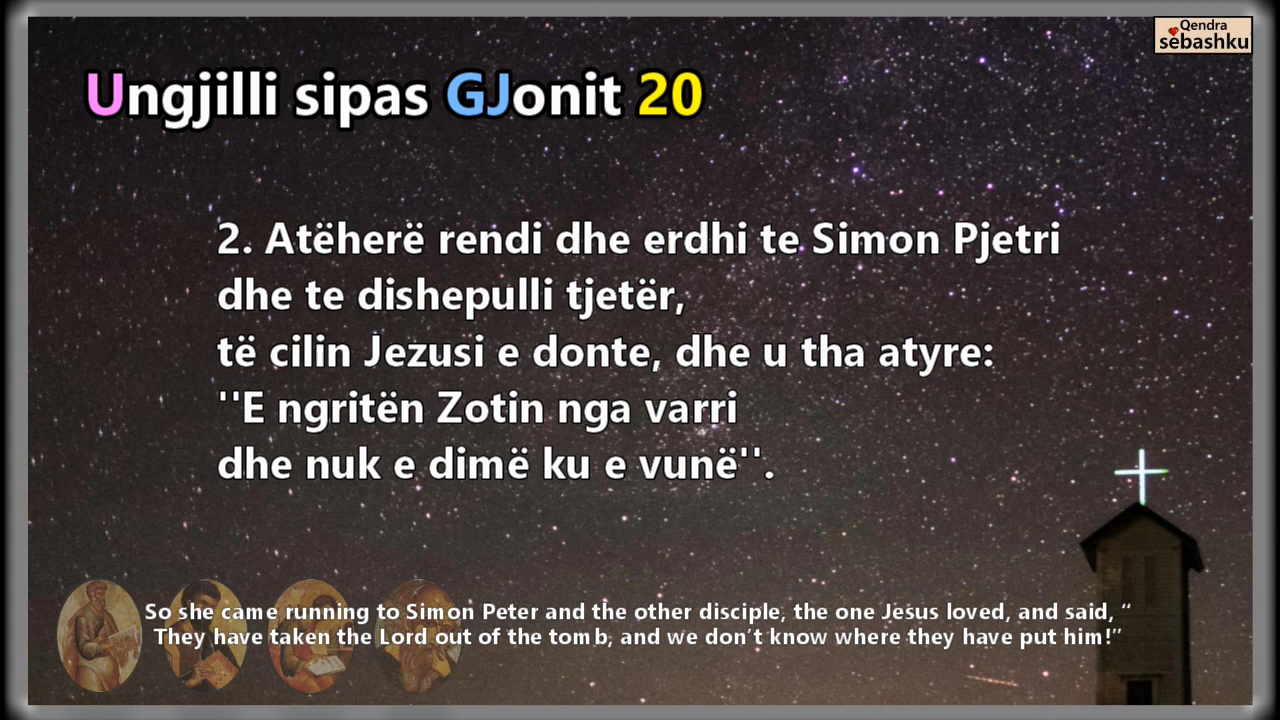 Qendra
sëbashku
Ungjilli sipas GJonit 20
2. Atëherë rendi dhe erdhi te Simon Pjetri
dhe te dishepulli tjetër,
të cilin Jezusi e donte, dhe u tha atyre:
''E ngritën Zotin nga varri
dhe nuk e dimë ku e vunë''.
So she came running to Simon Peter and the other disciple, the one Jesus loved, and said, “
They have taken the Lord out of the tomb, and we don’t know where they have put him!”